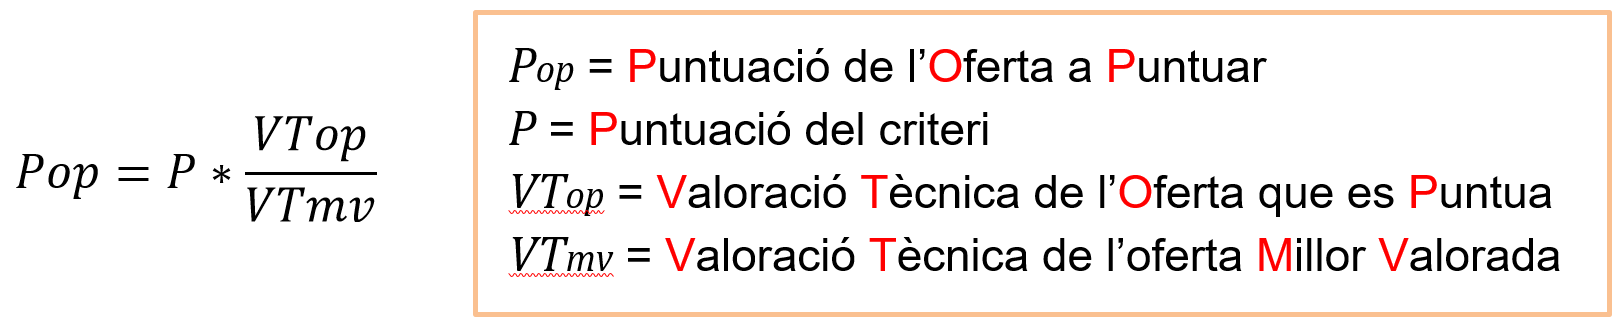 Pop = P * VTop / VTmv
Pop = Puntuació de l’Oferta a Puntuar
P = Puntuació del criteri
VTop = Valoració Tècnica de l’Oferta que es Puntua
VTmv = Valoració Tècnica de l’oferta Millor Valorada